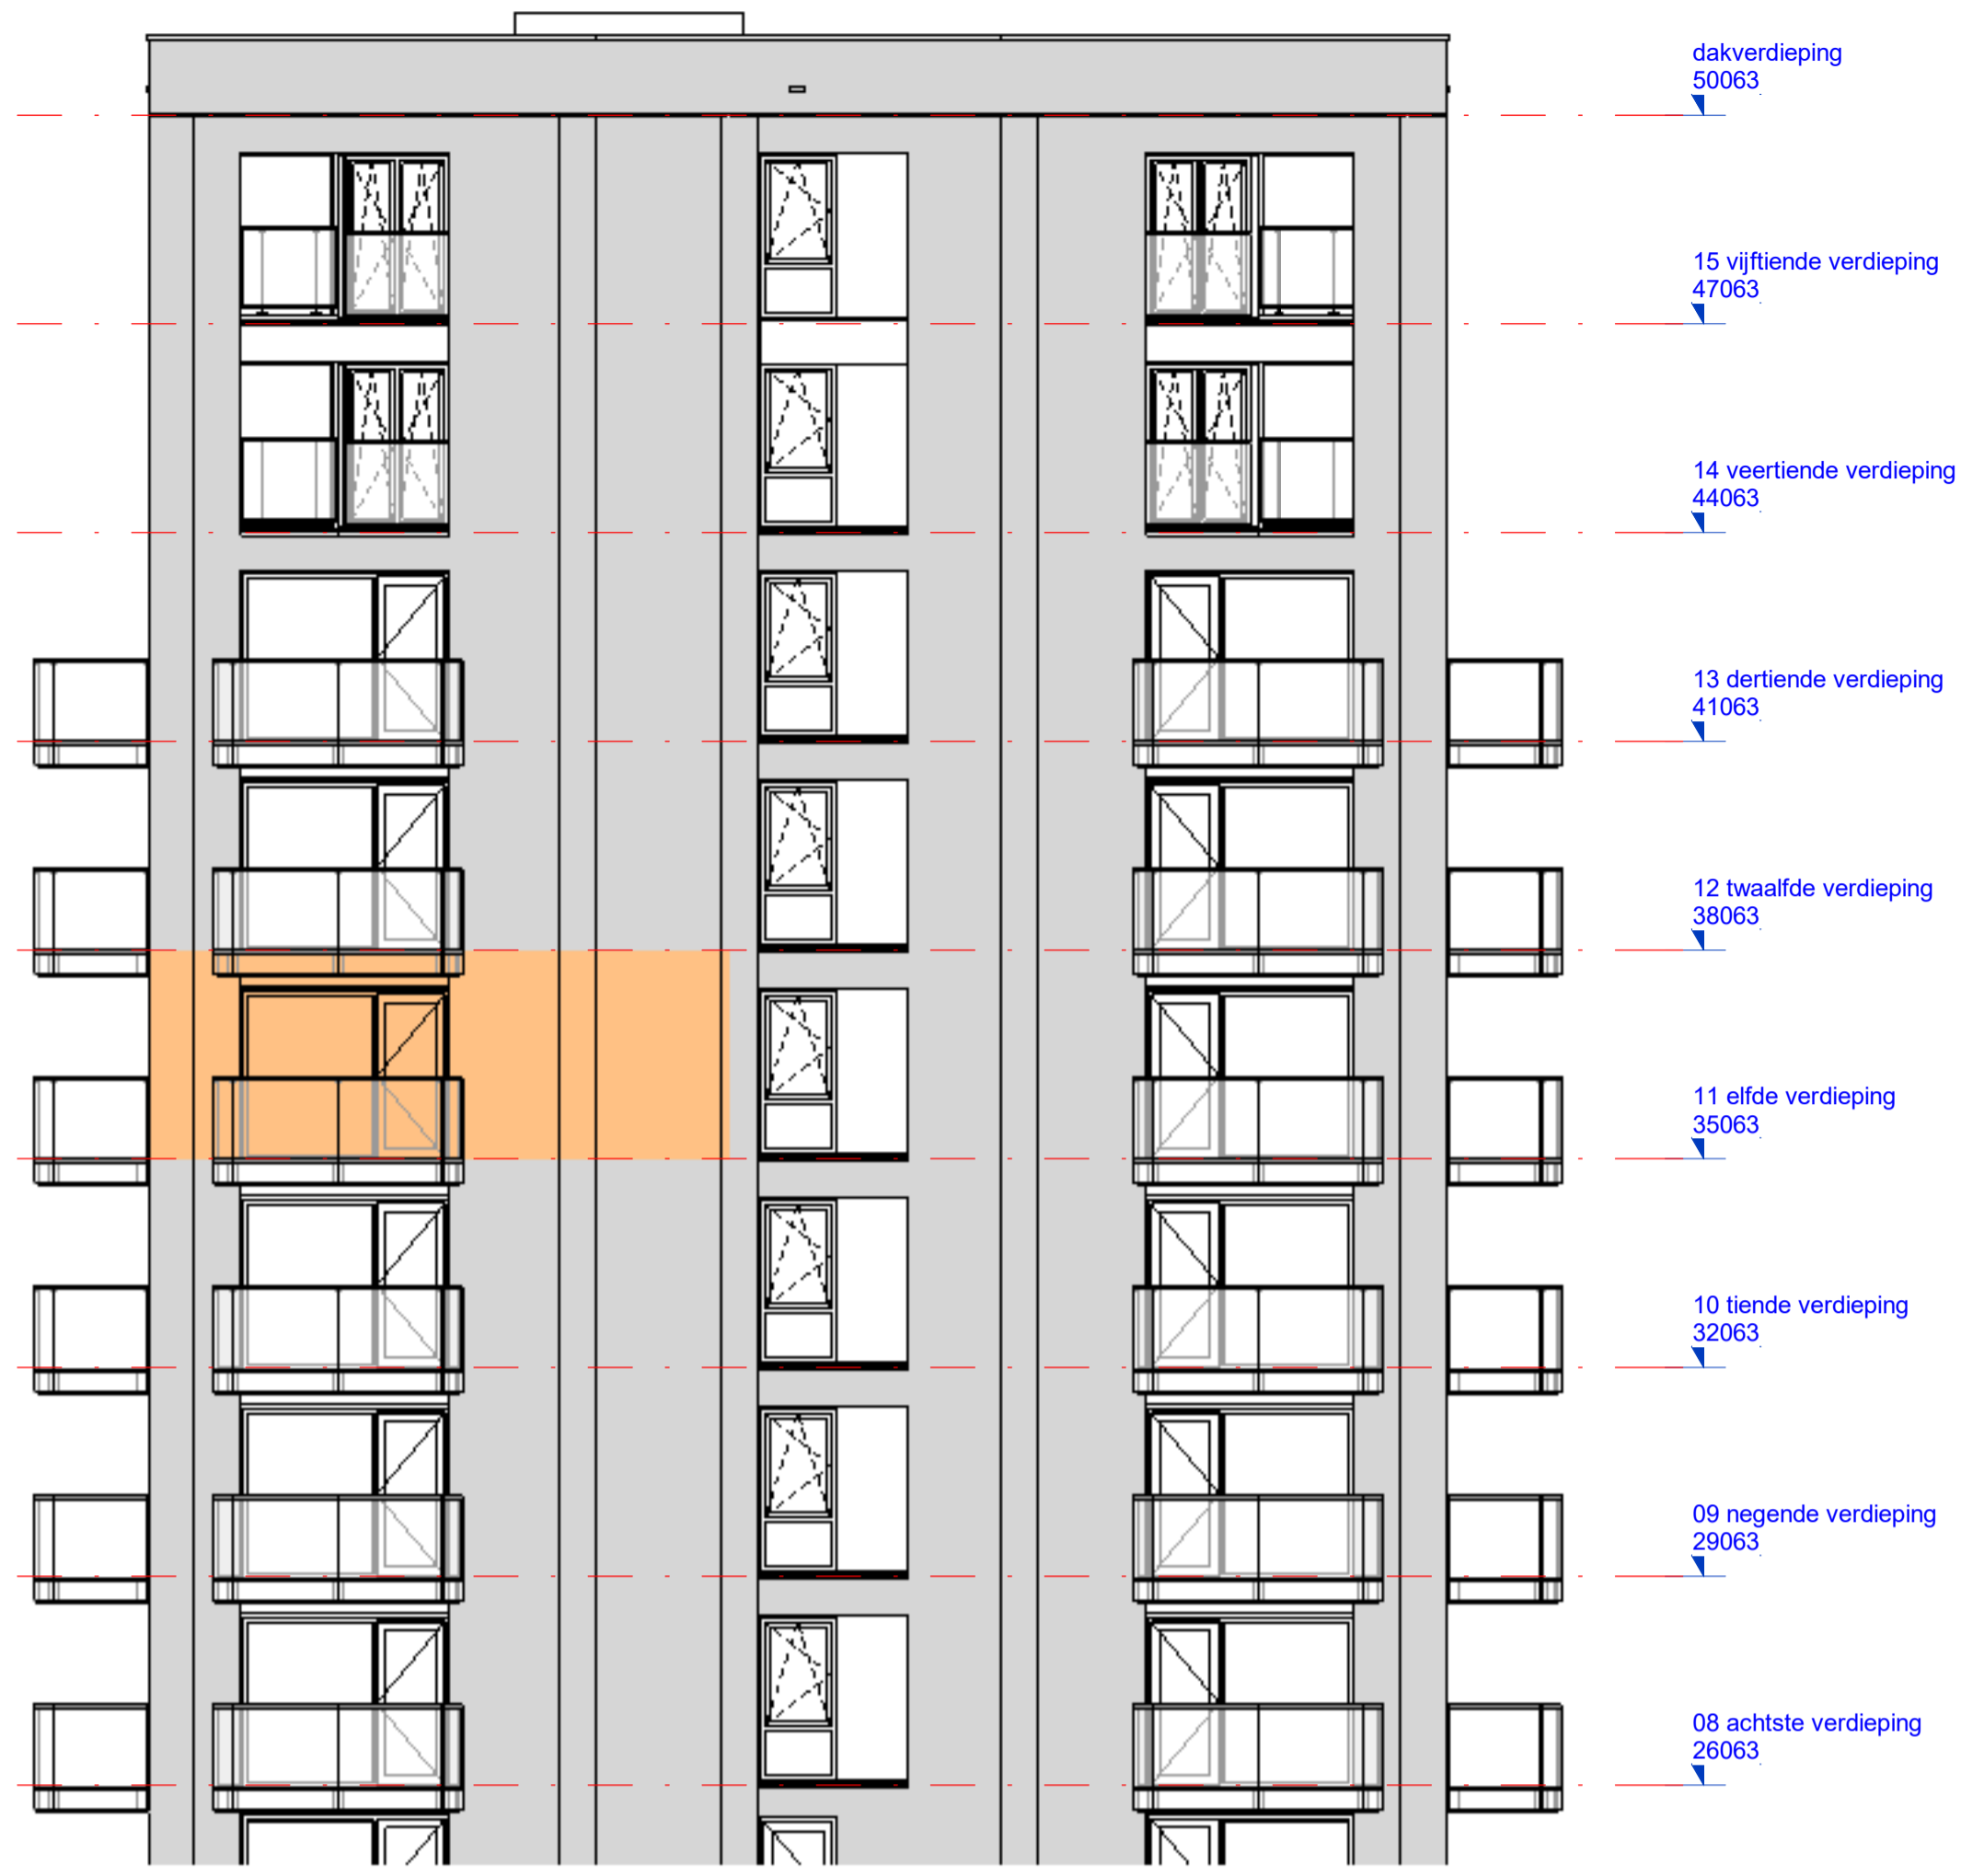 dakverdieping
50063
15 vijftiende verdieping
47063
14 veertiende verdieping
44063
13 dertiende verdieping
41063
12 twaalfde verdieping
38063
11 elfde verdieping
35063
10 tiende verdieping
32063
09 negende verdieping
29063
08 achtste verdieping
26063